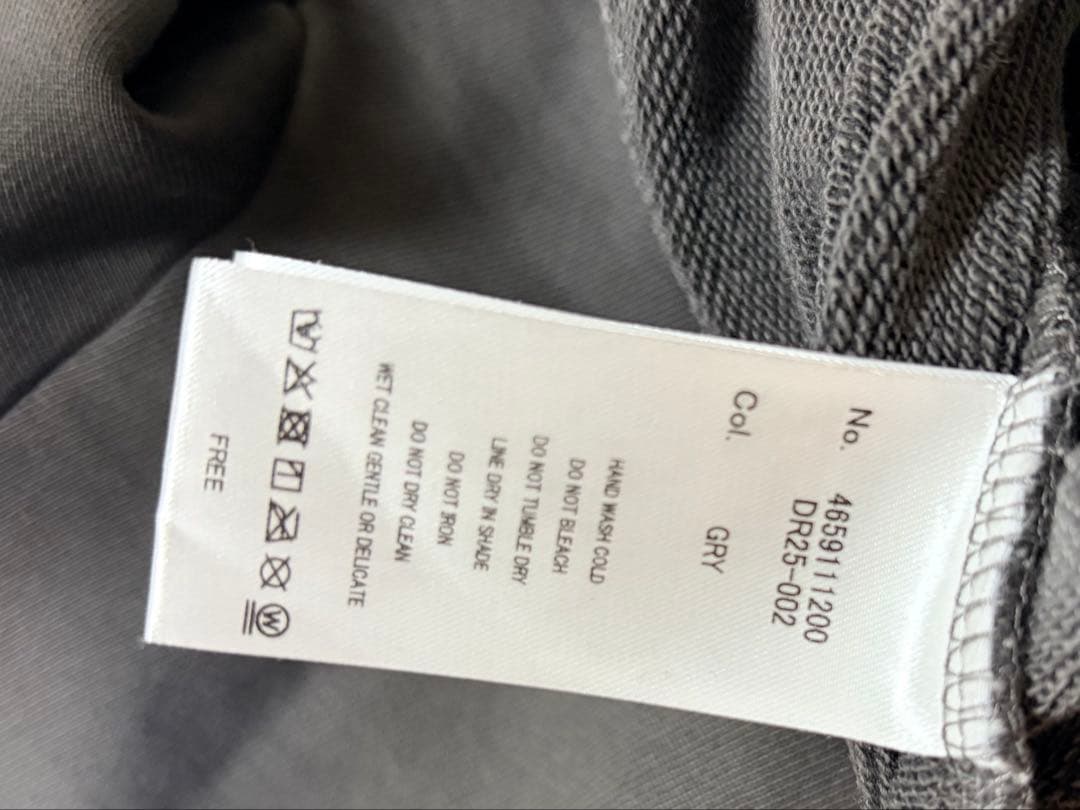 No. 4659111200
DR25-002
Col. GRY
HAND WASH COLD
DO NOT BLEACH
DO NOT TUMBLE DRY
LINE DRY IN SHADE
DO NOT IRON
DO NOT DRY CLEAN
WET CLEAN GENTLE OR DELICATE
W
FREE